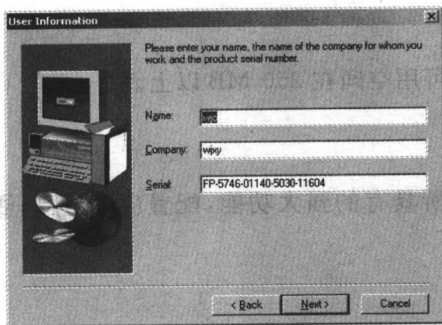 User Information
Please enter your name, the name of the company for whom you
work and the product serial number.
Name:
Company: wjxy
Serial: FP-5746-01140-5030-11604
< Back
Next >
Cancel